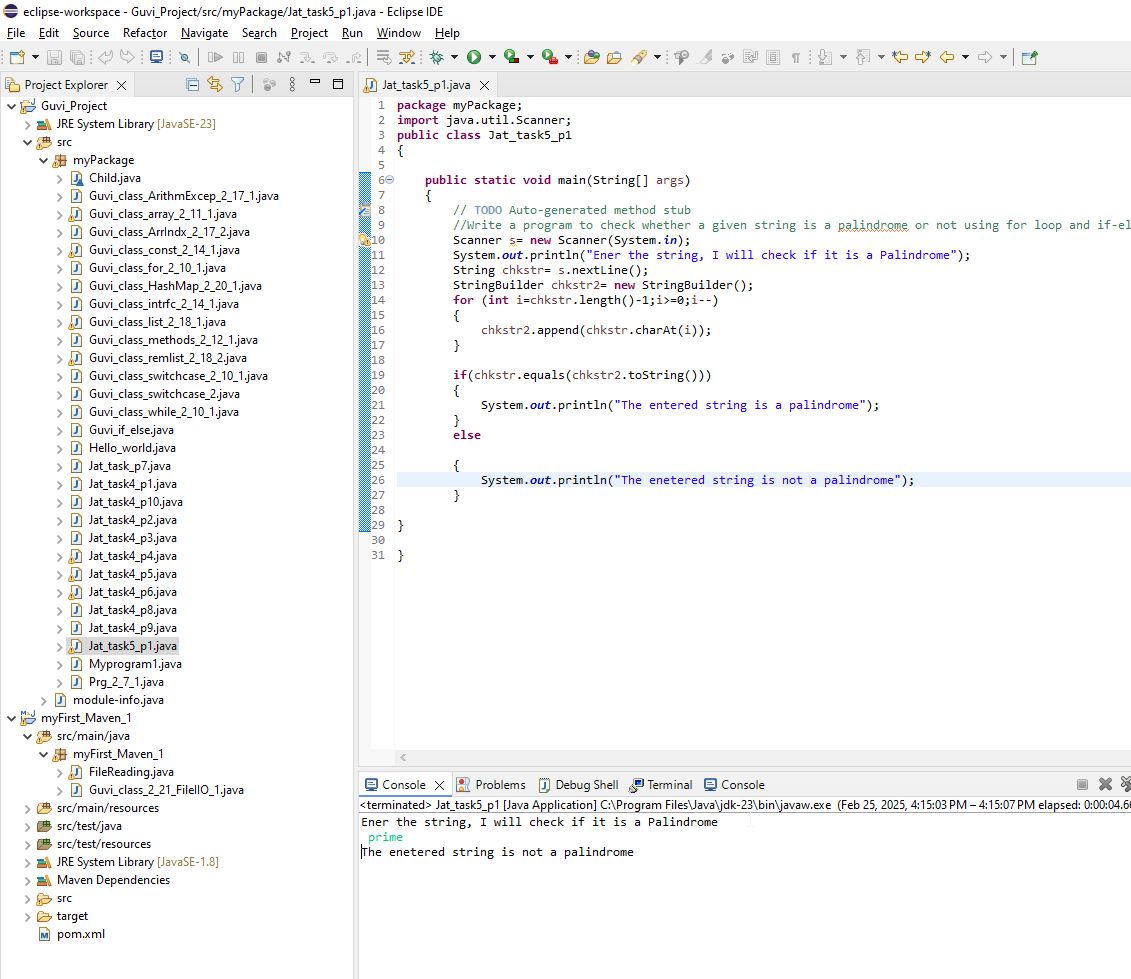 eclipse-workspace - Guvi_Project/src/myPackage/Jat_task5_p1.java - Eclipse IDE
File Edit Source Refactor Navigate Search Project Run Window Help
Project Explorer
Guvi_Project
JRE System Library [JavaSE-23]
src
myPackage
Child.java
Guvi_class_ArithmExcep_2_17_1.java
Guvi_class_array_2_11_1.java
Guvi_class_ArrIndx_2_17_2.java
Guvi_class_const_2_14_1.java
Guvi_class_for_2_10_1.java
Guvi_class_HashMap_2_20_1.java
Guvi_class_intrfc_2_14_1.java
Guvi_class_list_2_18_1.java
Guvi_class_methods_2_12_1.java
Guvi_class_remlist_2_18_2.java
Guvi_class_switchcase_2_10_1.java
Guvi_class_switchcase_2.java
Guvi_class_while_2_10_1.java
Guvi_if_else.java
Hello_world.java
Jat_task_p7.java
Jat_task4_p1.java
Jat_task4_p10.java
Jat_task4_p2.java
Jat_task4_p3.java
Jat_task4_p4.java
Jat_task4_p5.java
Jat_task4_p6.java
Jat_task4_p8.java
Jat_task4_p9.java
Jat_task5_p1.java
Myprogram1.java
Prg_2_7_1.java
module-info.java
myFirst_Maven_1
src/main/java
myFirst_Maven_1
FileReading.java
Guvi_class_2_21_FileIO_1.java
src/main/resources
src/test/java
src/test/resources
JRE System Library [JavaSE-1.8]
Maven Dependencies
src
target
pom.xml
Jat_task5_p1.java
1 package myPackage;
2 import java.util.Scanner;
3 public class Jat_task5_p1
4 {
5
6 public static void main(String[] args)
7 {
8 // TODO Auto-generated method stub
9 //Write a program to check whether a given string is a palindrome or not using for loop and if-el
10 Scanner s= new Scanner(System.in);
11 System.out.println("Ener the string, I will check if it is a Palindrome");
12 String chkstr= s.nextLine();
13 StringBuilder chkstr2= new StringBuilder();
14 for (int i=chkstr.length()-1;i>=0;i--)
15 {
16 chkstr2.append(chkstr.charAt(i));
17 }
18
19 if(chkstr.equals(chkstr2.toString()))
20 {
21 System.out.println("The entered string is a palindrome");
22 }
23 else
24
25 {
26 System.out.println("The enetered string is not a palindrome");
27 }
28
29 }
30
31 }
Console Problems Debug Shell Terminal Console
<terminated> Jat_task5_p1 [Java Application] C:\Program Files\Java\jdk-23\bin\javaw.exe (Feb 25, 2025, 4:15:03 PM – 4:15:07 PM elapsed: 0:00:04.66
Ener the string, I will check if it is a Palindrome
prime
The enetered string is not a palindrome